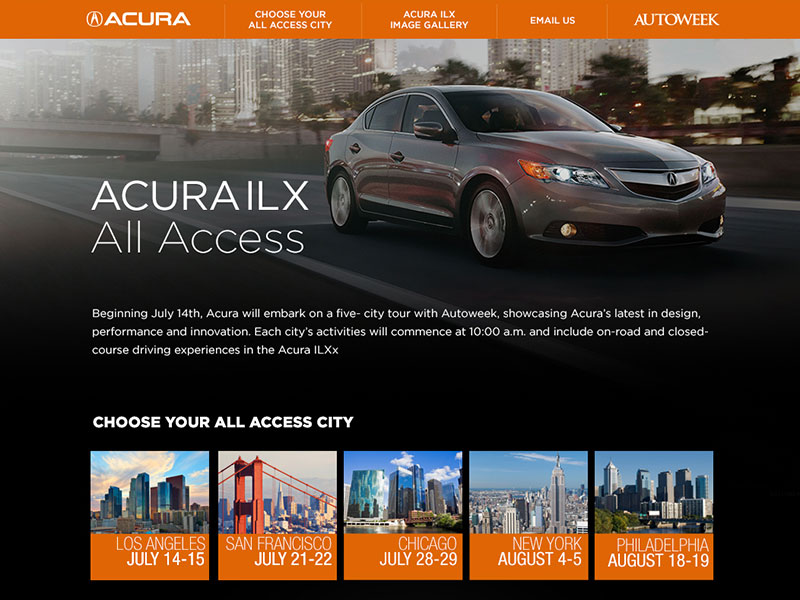 ACURA
CHOOSE YOUR
ALL ACCESS CITY
ACURA ILX
IMAGE GALLERY
EMAIL US
AUTOWEEK
ACURA ILX
All Access
Beginning July 14th, Acura will embark on a five- city tour with Autoweek, showcasing Acura's latest in design,
performance and innovation. Each city's activities will commence at 10:00 a.m. and include on-road and closed-
course driving experiences in the Acura ILXx
CHOOSE YOUR ALL ACCESS CITY
LOS ANGELES
JULY 14-15
SAN FRANCISCO
JULY 21-22
CHICAGO
JULY 28-29
NEW YORK
AUGUST 4-5
PHILADELPHIA
AUGUST 18-19